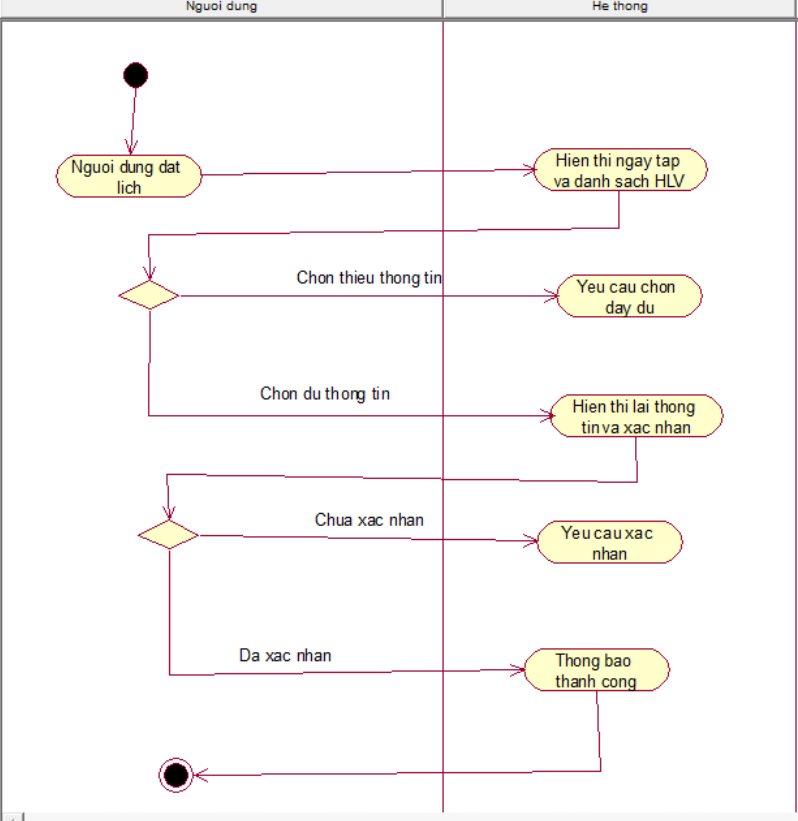 Nguoi dung
He thong
Nguoi dung dat
lich
Hien thi ngay tap
va danh sach HLV
Chon thieu thong tin
Yeu cau chon
day du
Chon du thong tin
Hien thi lai thong
tin va xac nhan
Chua xac nhan
Yeu cau xac
nhan
Da xac nhan
Thong bao
thanh cong